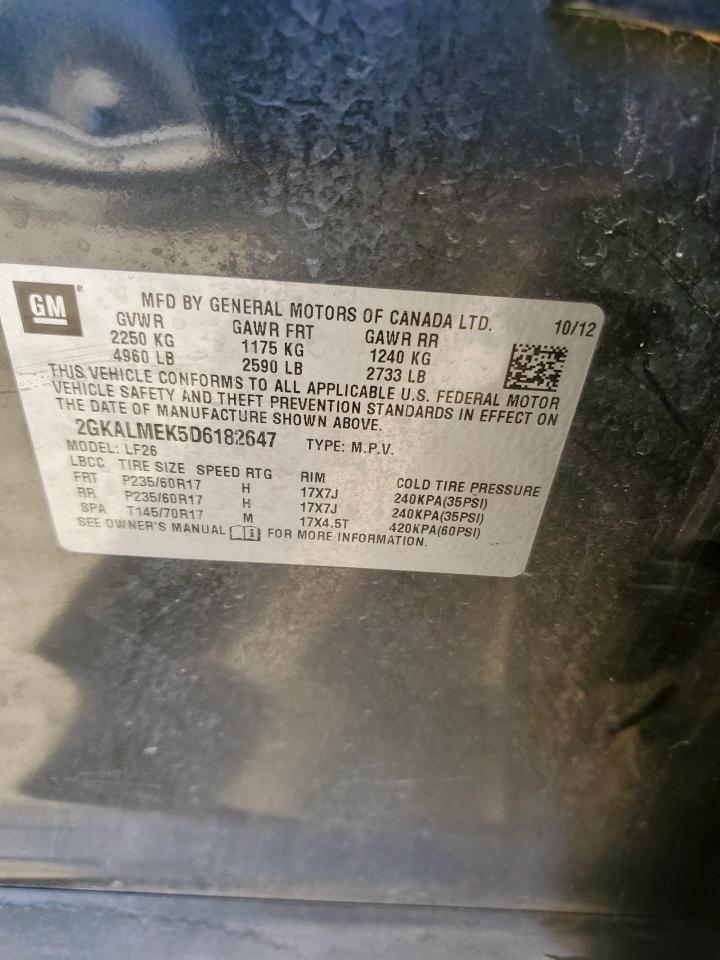 GM MFD BY GENERAL MOTORS OF CANADA LTD. 10/12
GVWR GAWR FRT GAWR RR
2250 KG 1175 KG 1240 KG
4960 LB 2590 LB 2733 LB
THIS VEHICLE CONFORMS TO ALL APPLICABLE U.S. FEDERAL MOTOR
VEHICLE SAFETY AND THEFT PREVENTION STANDARDS IN EFFECT ON
THE DATE OF MANUFACTURE SHOWN ABOVE.
2GKALMEK5D6182647 TYPE: M.P.V.
MODEL: LF26
LBCC TIRE SIZE SPEED RTG RIM COLD TIRE PRESSURE
FRT P235/60R17 H 17X7J 240KPA(35PSI)
RR P235/60R17 H 17X7J 240KPA(35PSI)
SPA T145/70R17 M 17X4.5T 420KPA(60PSI)
SEE OWNER'S MANUAL FOR MORE INFORMATION.